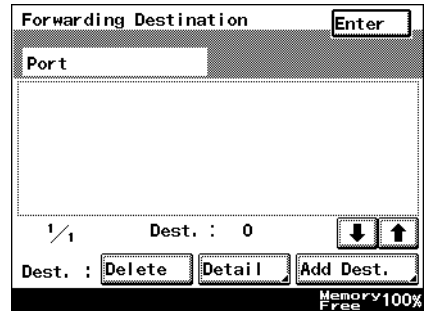 Forwarding Destination Enter
Port
1/1 Dest. : 0
Dest. : Delete Detail Add Dest.
Memory Free 100%